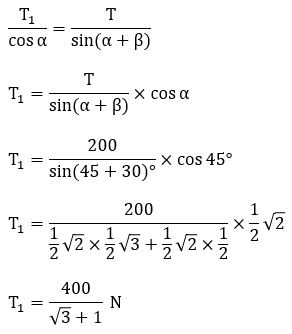 T₁/cos α = T/sin(α + β)
T₁ = T/sin(α + β) × cos α
T₁ = 200/sin(45 + 30)° × cos 45°
T₁ = 200/(1/2 √2 × 1/2 √3 + 1/2 √2 × 1/2) × 1/2 √2
T₁ = 400/(√3 + 1) N